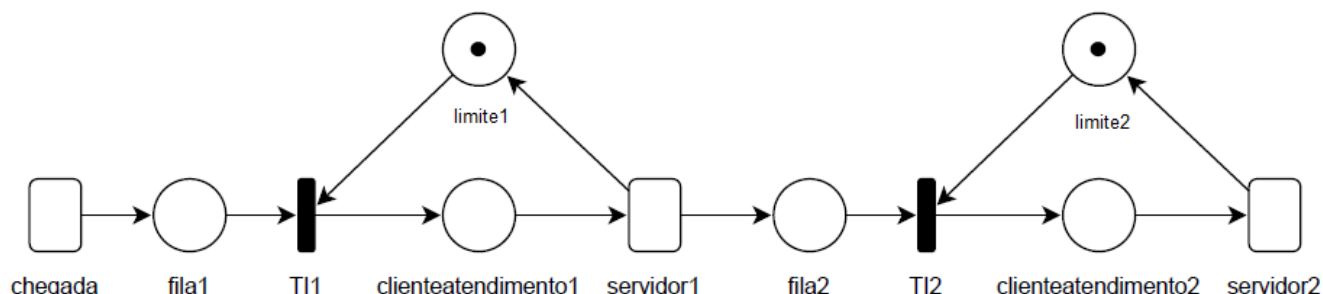 limite1
limite2
chegada
fila1
TI1
clienteatendimento1
servidor1
fila2
TI2
clienteatendimento2
servidor2